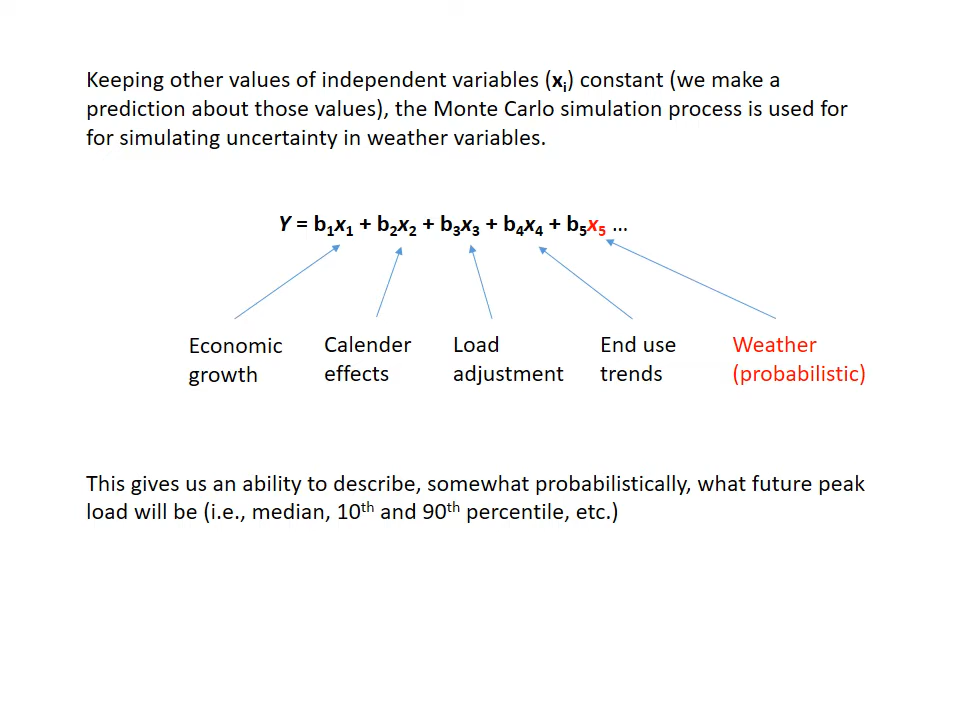 Keeping other values of independent variables (xᵢ) constant (we make a
prediction about those values), the Monte Carlo simulation process is used for
for simulating uncertainty in weather variables.
Y = b₁x₁ + b₂x₂ + b₃x₃ + b₄x₄ + b₅x₅ ...
Economic
growth
Calender
effects
Load
adjustment
End use
trends
Weather
(probabilistic)
This gives us an ability to describe, somewhat probabilistically, what future peak
load will be (i.e., median, 10th and 90th percentile, etc.)